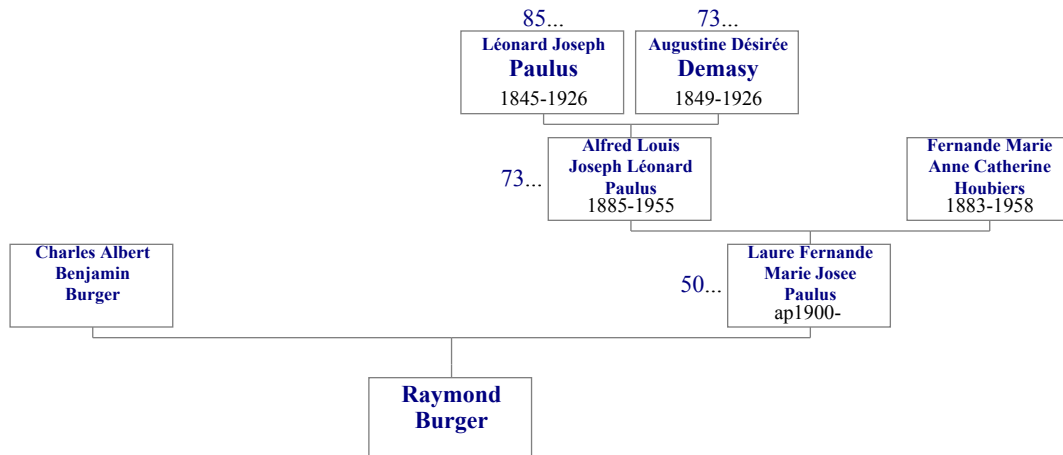 85...
73...
Léonard Joseph
Paulus
1845-1926
Augustine Désirée
Demasy
1849-1926
73...
Alfred Louis
Joseph Léonard
Paulus
1885-1955
Fernande Marie
Anne Catherine
Houbiers
1883-1958
Charles Albert
Benjamin
Burger
50...
Laure Fernande
Marie Josee
Paulus
ap1900-
Raymond
Burger